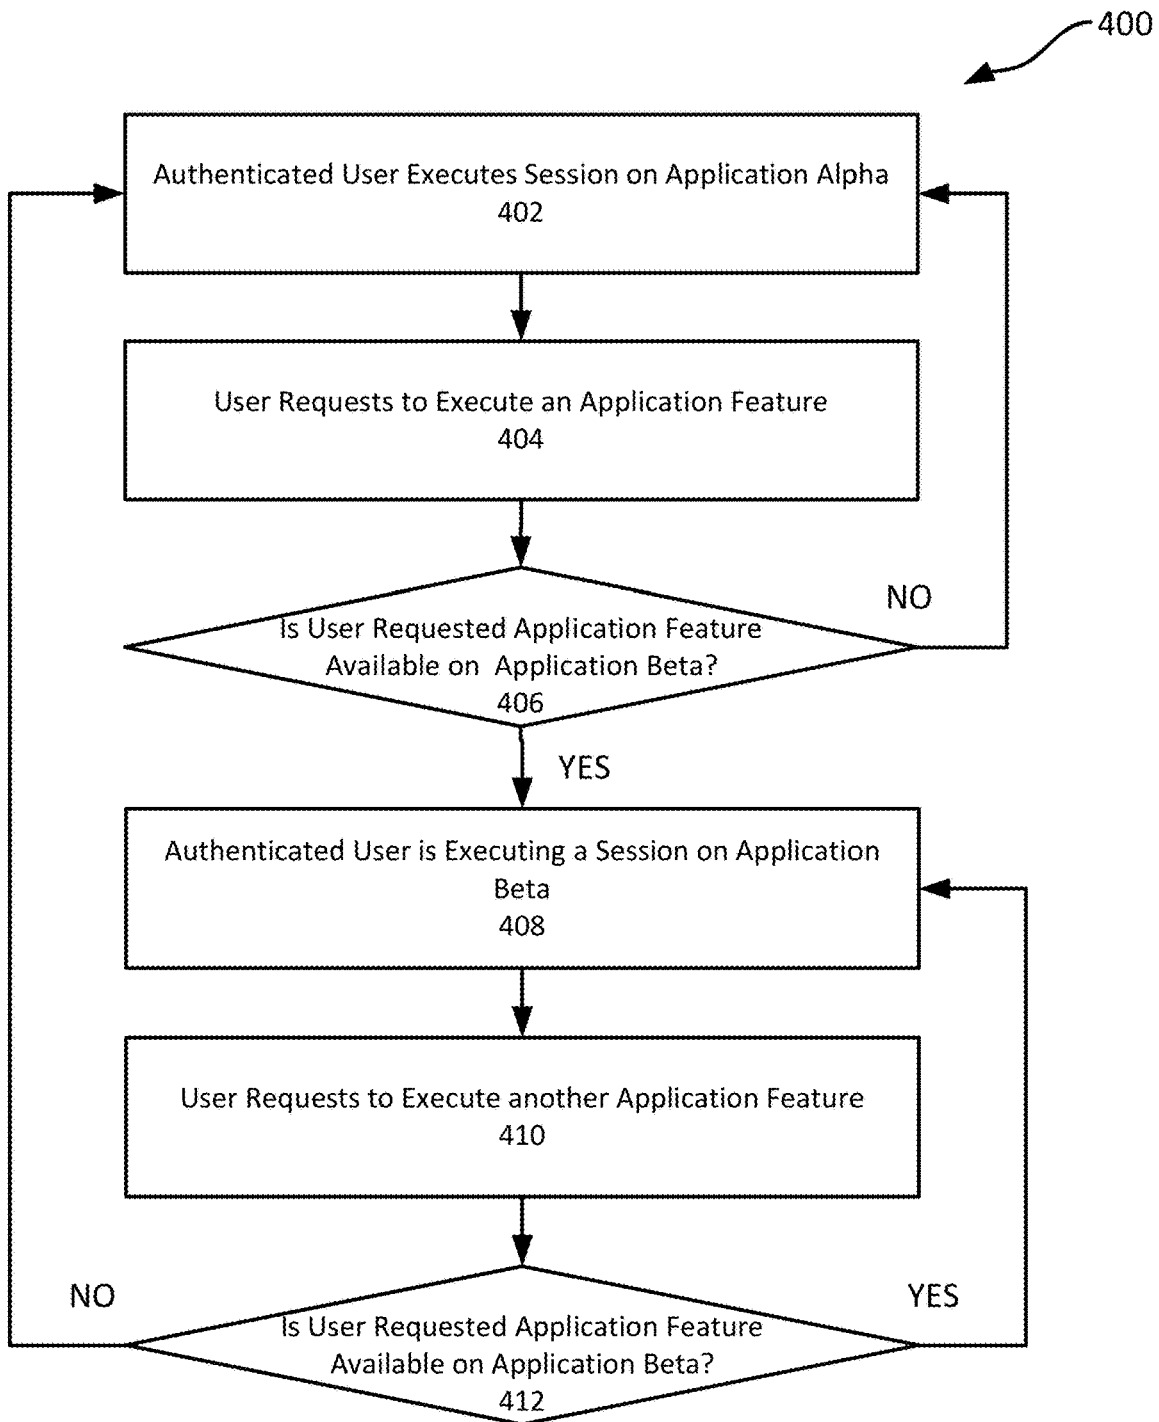 400
Authenticated User Executes Session on Application Alpha
402
User Requests to Execute an Application Feature
404
NO
Is User Requested Application Feature
Available on Application Beta?
406
YES
Authenticated User is Executing a Session on Application
Beta
408
User Requests to Execute another Application Feature
410
NO
YES
Is User Requested Application Feature
Available on Application Beta?
412